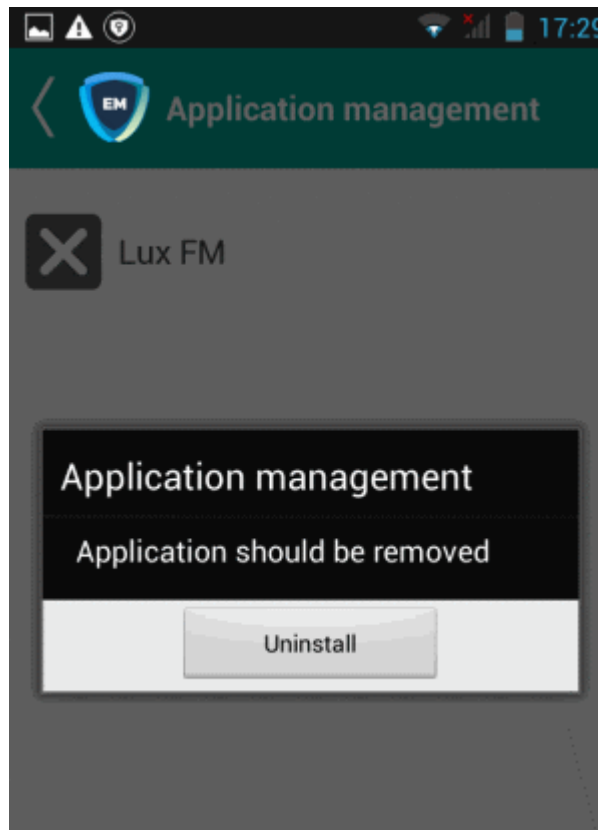 17:29
EM
Application management
Lux FM
Application management
Application should be removed
Uninstall